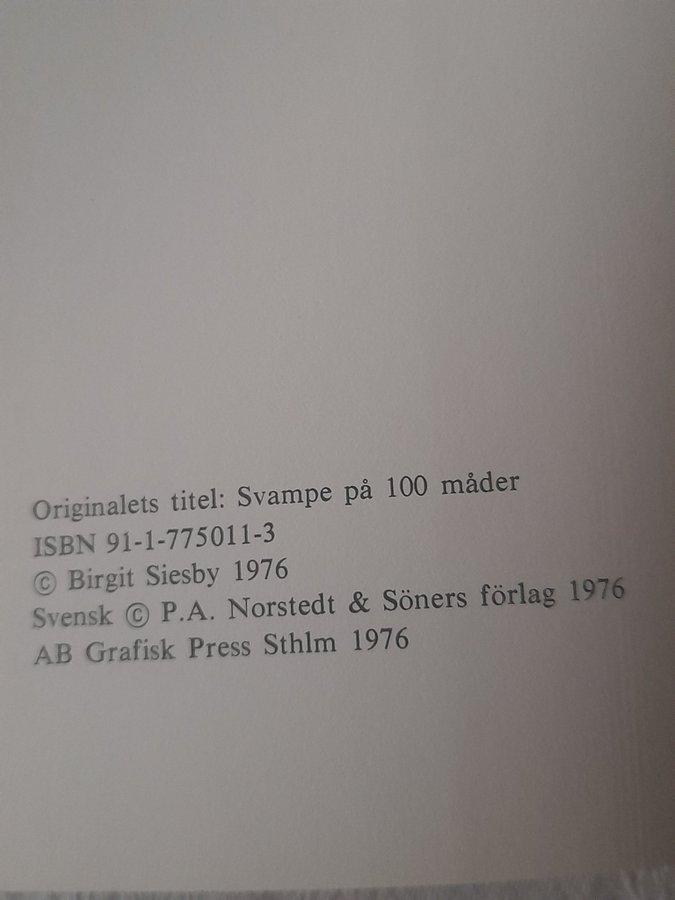 Originalets titel: Svampe på 100 måder
ISBN 91-1-775011-3
© Birgit Siesby 1976
Svensk © P.A. Norstedt & Söners förlag 1976
AB Grafisk Press Sthlm 1976